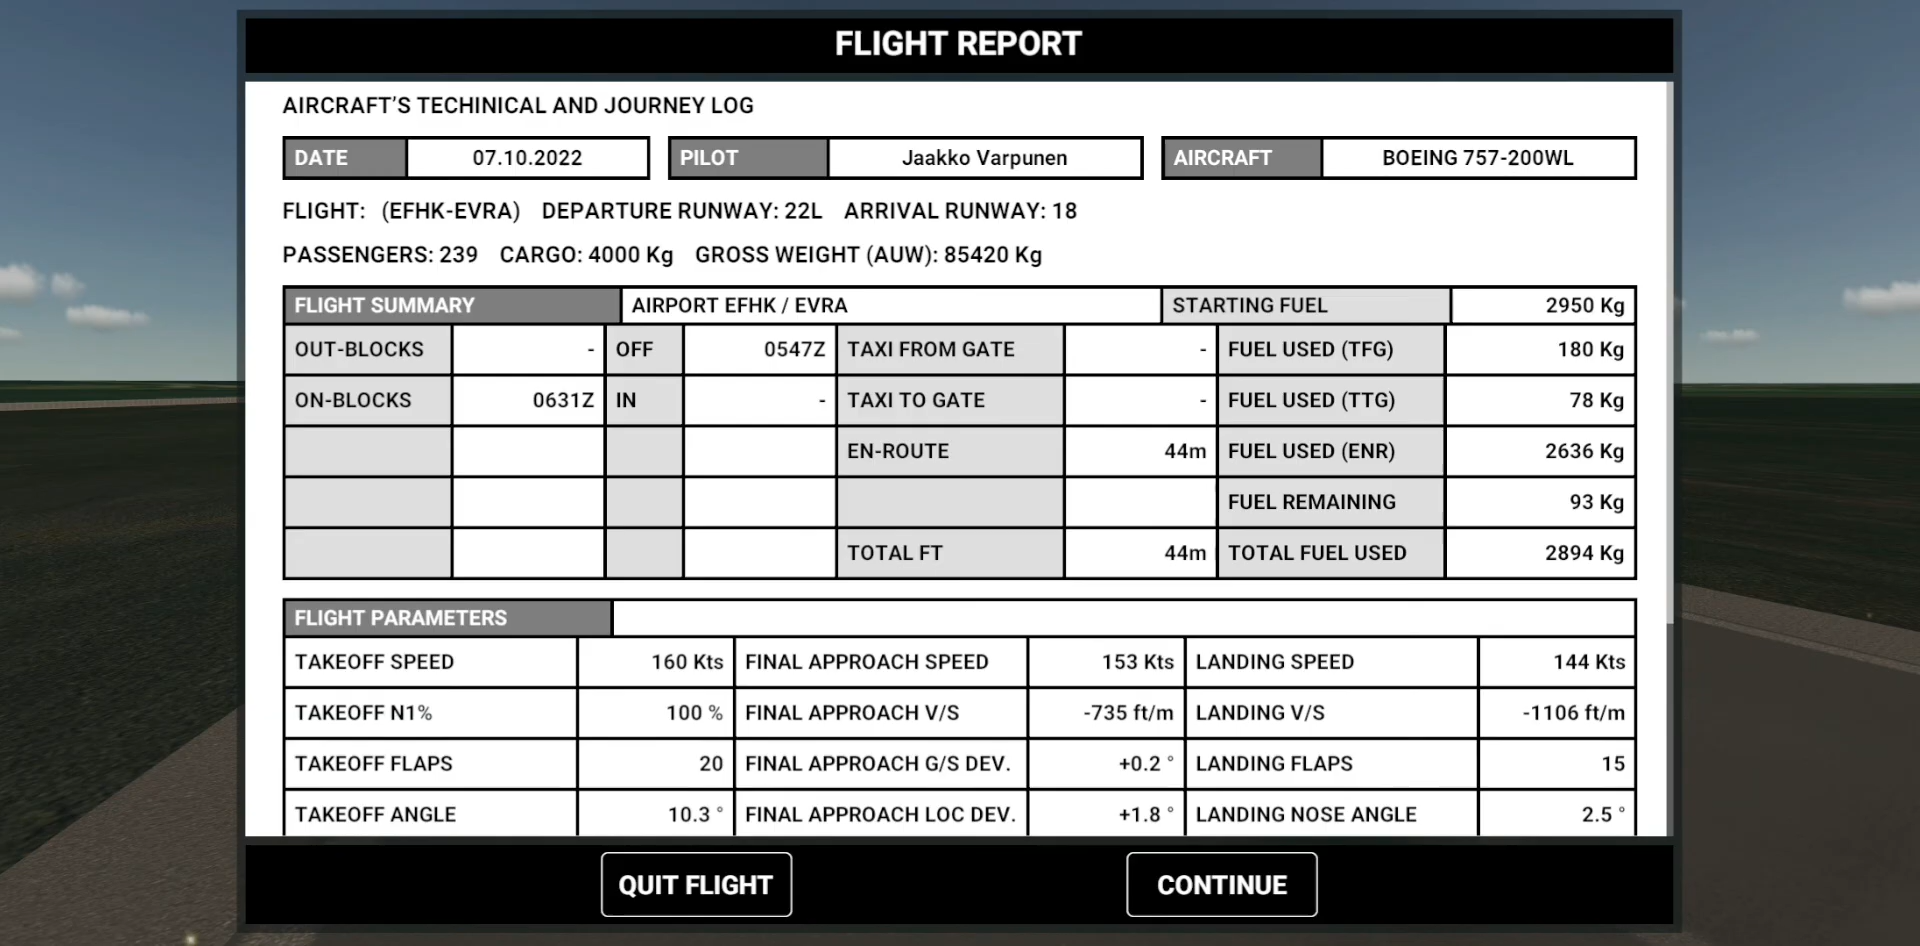 FLIGHT REPORT
AIRCRAFT'S TECHINICAL AND JOURNEY LOG
DATE 07.10.2022 PILOT Jaakko Varpunen AIRCRAFT BOEING 757-200WL
FLIGHT: (EFHK-EVRA) DEPARTURE RUNWAY: 22L ARRIVAL RUNWAY: 18
PASSENGERS: 239 CARGO: 4000 Kg GROSS WEIGHT (AUW): 85420 Kg
FLIGHT SUMMARY AIRPORT EFHK / EVRA STARTING FUEL 2950 Kg
OUT-BLOCKS - OFF 0547Z TAXI FROM GATE - FUEL USED (TFG) 180 Kg
ON-BLOCKS 0631Z IN - TAXI TO GATE - FUEL USED (TTG) 78 Kg
EN-ROUTE 44m FUEL USED (ENR) 2636 Kg
FUEL REMAINING 93 Kg
TOTAL FT 44m TOTAL FUEL USED 2894 Kg
FLIGHT PARAMETERS
TAKEOFF SPEED 160 Kts FINAL APPROACH SPEED 153 Kts LANDING SPEED 144 Kts
TAKEOFF N1% 100 % FINAL APPROACH V/S -735 ft/m LANDING V/S -1106 ft/m
TAKEOFF FLAPS 20 FINAL APPROACH G/S DEV. +0.2 ° LANDING FLAPS 15
TAKEOFF ANGLE 10.3 ° FINAL APPROACH LOC DEV. +1.8 ° LANDING NOSE ANGLE 2.5 °
QUIT FLIGHT CONTINUE